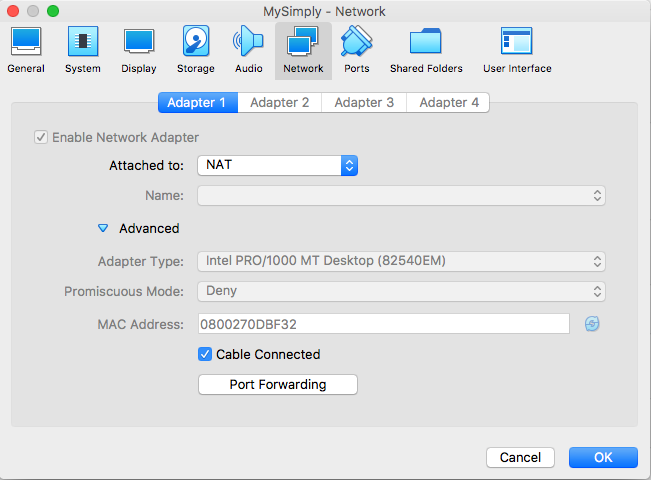 MySimply - Network
General System Display Storage Audio Network Ports Shared Folders User Interface
Adapter 1 Adapter 2 Adapter 3 Adapter 4
Enable Network Adapter
Attached to: NAT
Name:
Advanced
Adapter Type: Intel PRO/1000 MT Desktop (82540EM)
Promiscuous Mode: Deny
MAC Address: 0800270DBF32
Cable Connected
Port Forwarding
Cancel OK